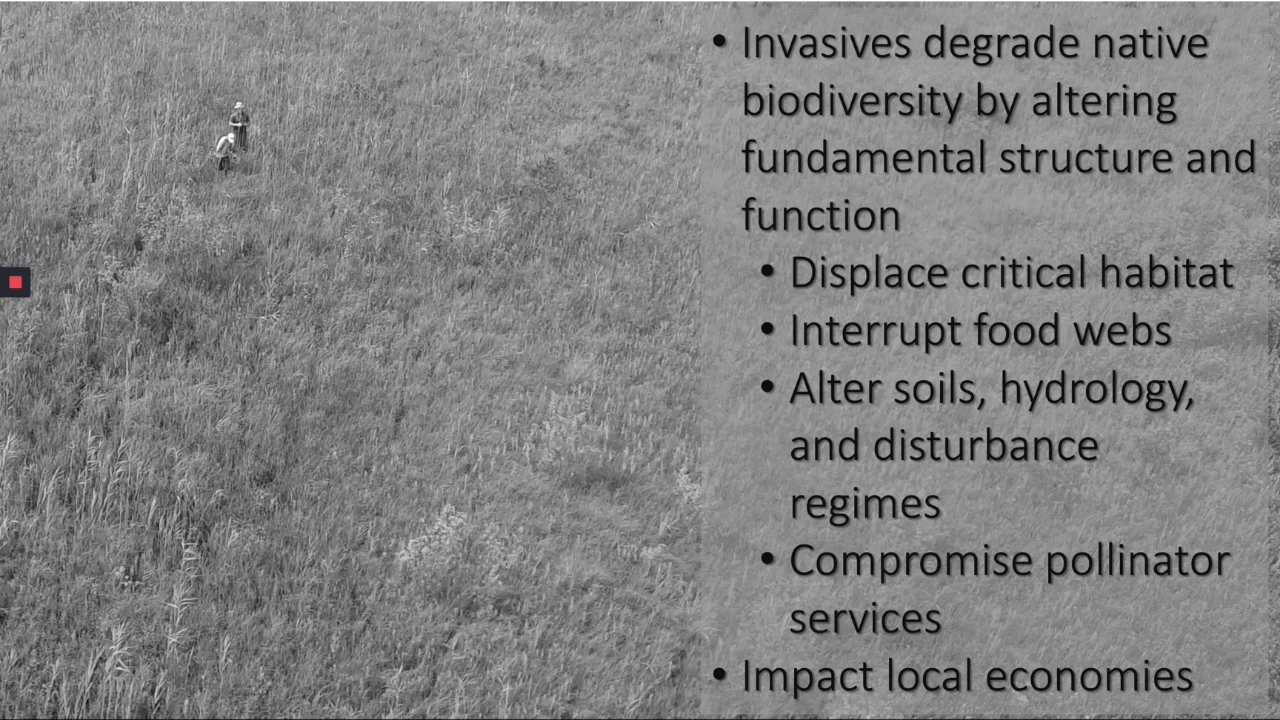 • Invasives degrade native
biodiversity by altering
fundamental structure and
function
• Displace critical habitat
• Interrupt food webs
• Alter soils, hydrology,
and disturbance
regimes
• Compromise pollinator
services
• Impact local economies